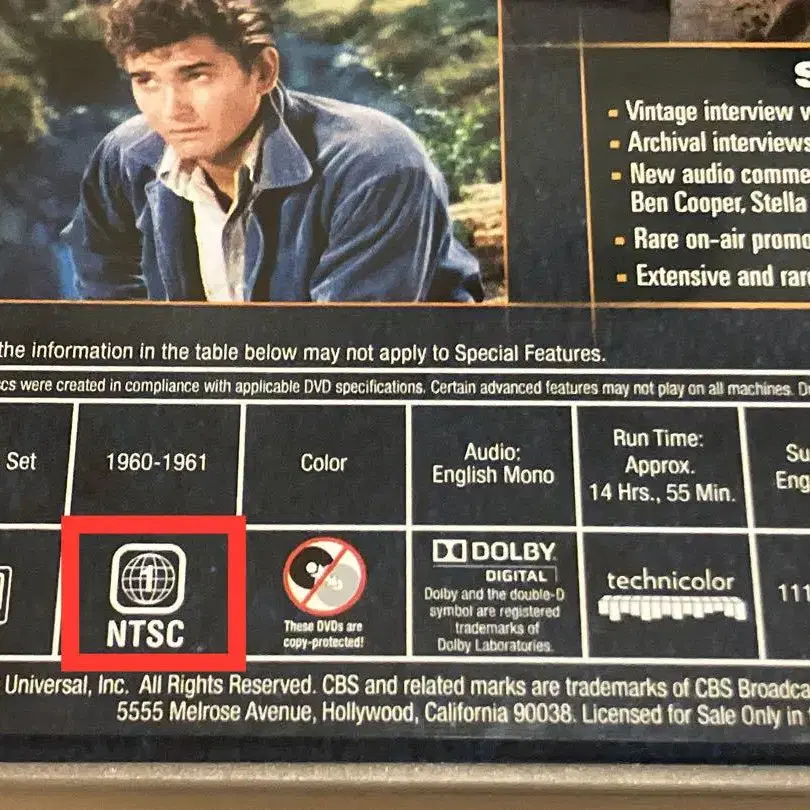 Vintage interview
Archival interviews
New audio
Ben Cooper, Stella
Rare on-air
Extensive and
the information in the table below may not apply to Special Features.
were created in compliance with applicable DVD specifications. Certain advanced features may not play on all machines.
Set
1960-1961
Color
Audio:
English Mono
Run Time:
Approx.
14 Hrs., 55 Min.
1
NTSC
These DVDs are
copy-protected!
DOLBY
DIGITAL
Dolby and the double-D
symbol are registered
trademarks of
Dolby Laboratories.
technicolor
111
Universal, Inc. All Rights Reserved. CBS and related marks are trademarks of CBS
5555 Melrose Avenue, Hollywood, California 90038. Licensed for Sale Only in